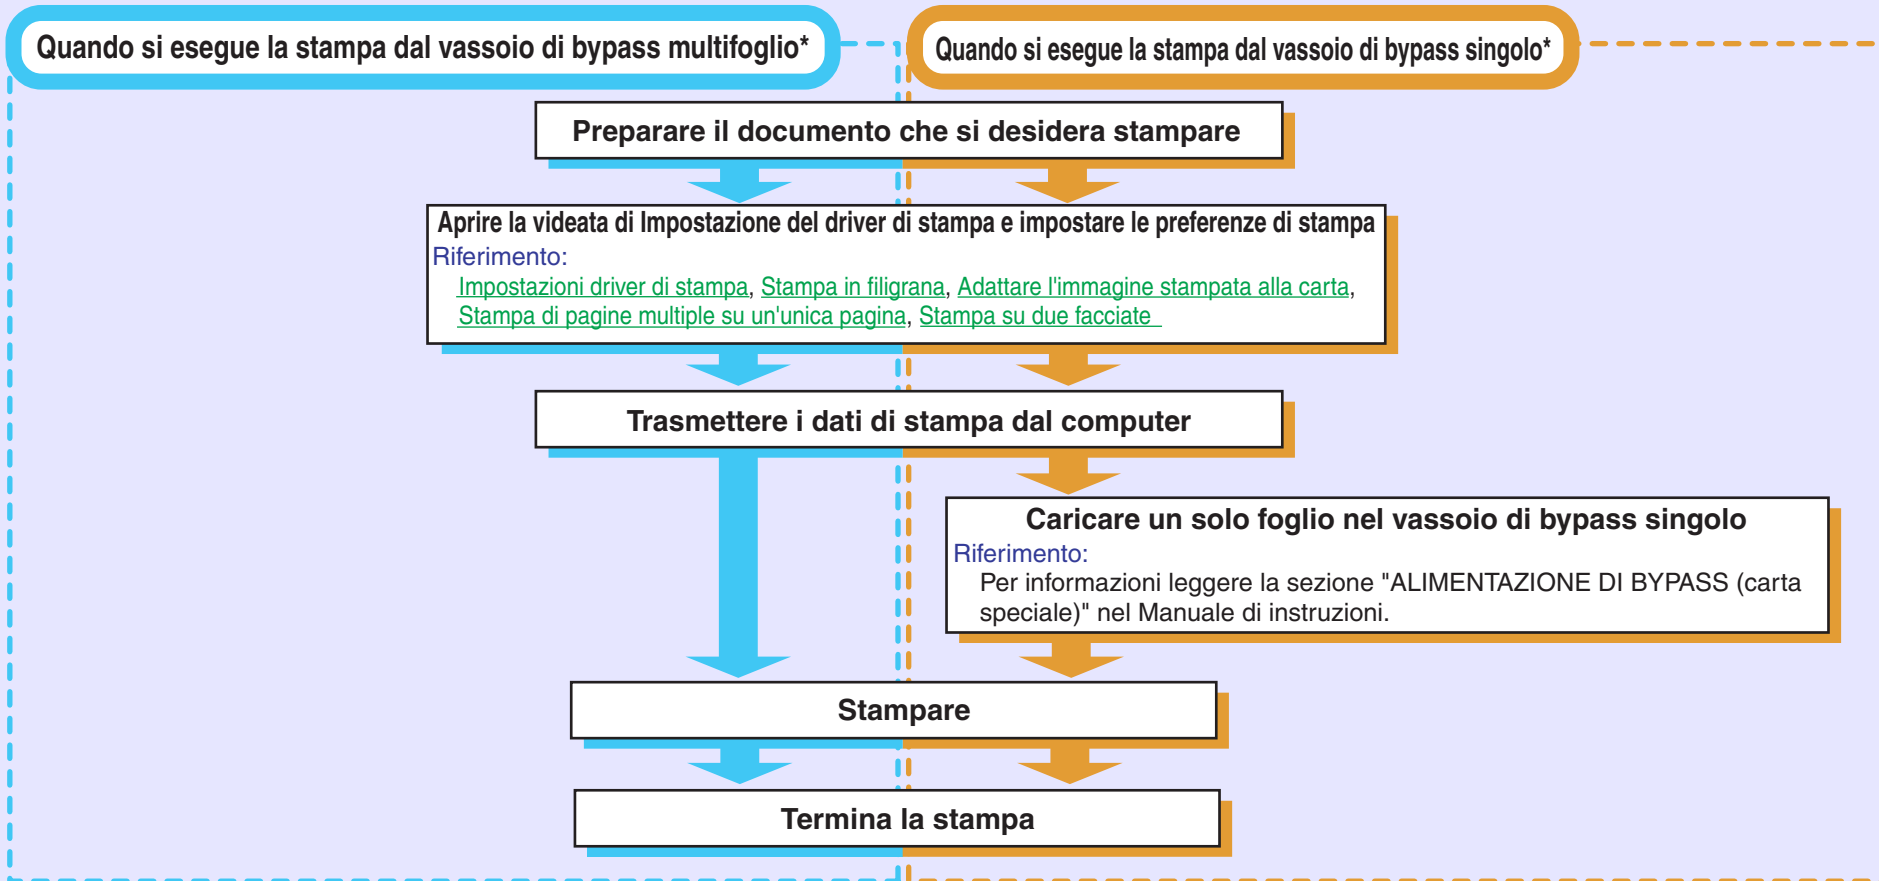 Quando si esegue la stampa dal vassoio di bypass multifoglio*
Quando si esegue la stampa dal vassoio di bypass singolo*
Preparare il documento che si desidera stampare
Aprire la videata di Impostazione del driver di stampa e impostare le preferenze di stampa
Riferimento:
Impostazioni driver di stampa, Stampa in filigrana, Adattare l'immagine stampata alla carta,
Stampa di pagine multiple su un'unica pagina, Stampa su due facciate
Trasmettere i dati di stampa dal computer
Caricare un solo foglio nel vassoio di bypass singolo
Riferimento:
Per informazioni leggere la sezione "ALIMENTAZIONE DI BYPASS (carta
speciale)" nel Manuale di instruzioni.
Stampare
Termina la stampa